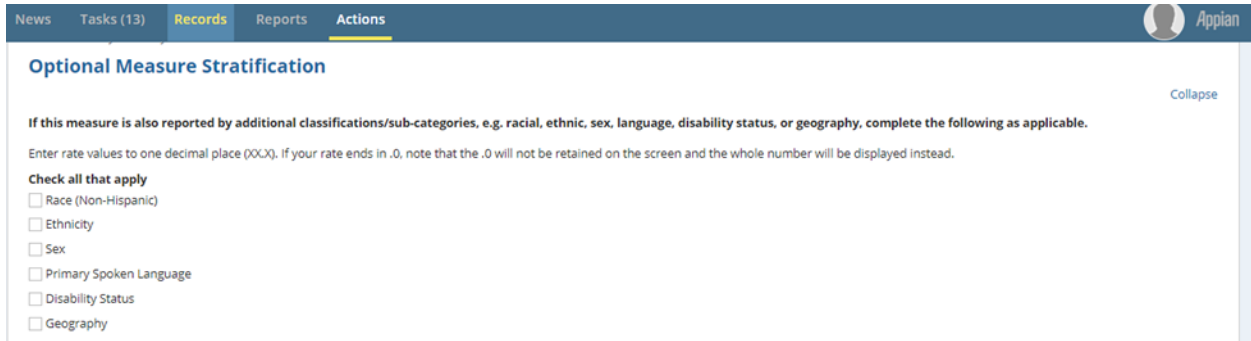 News Tasks (13) Records Reports Actions Appian
Optional Measure Stratification
Collapse
If this measure is also reported by additional classifications/sub-categories, e.g. racial, ethnic, sex, language, disability status, or geography, complete the following as applicable.
Enter rate values to one decimal place (XX.X). If your rate ends in .0, note that the .0 will not be retained on the screen and the whole number will be displayed instead.
Check all that apply
Race (Non-Hispanic)
Ethnicity
Sex
Primary Spoken Language
Disability Status
Geography